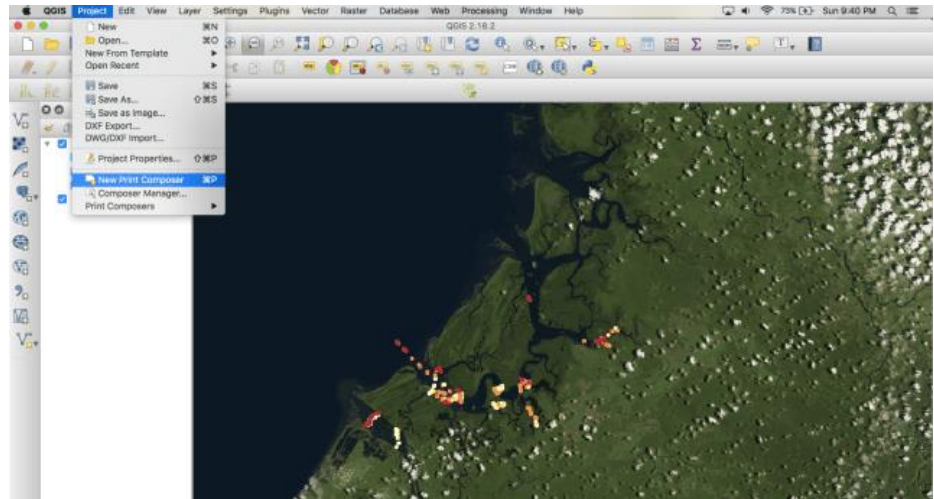 QGIS Project Edit View Layer Settings Plugins Vector Raster Database Web Processing Window Help 73% Sun 9:40 PM
QGIS 2.18.2
New ⌘N
Open... ⌘O
New From Template
Open Recent
Save ⌘S
Save As... ⇧⌘S
Save as Image...
DXF Export...
DWG/DXF Import...
Project Properties... ⇧⌘P
New Print Composer ⌘P
Composer Manager...
Print Composers